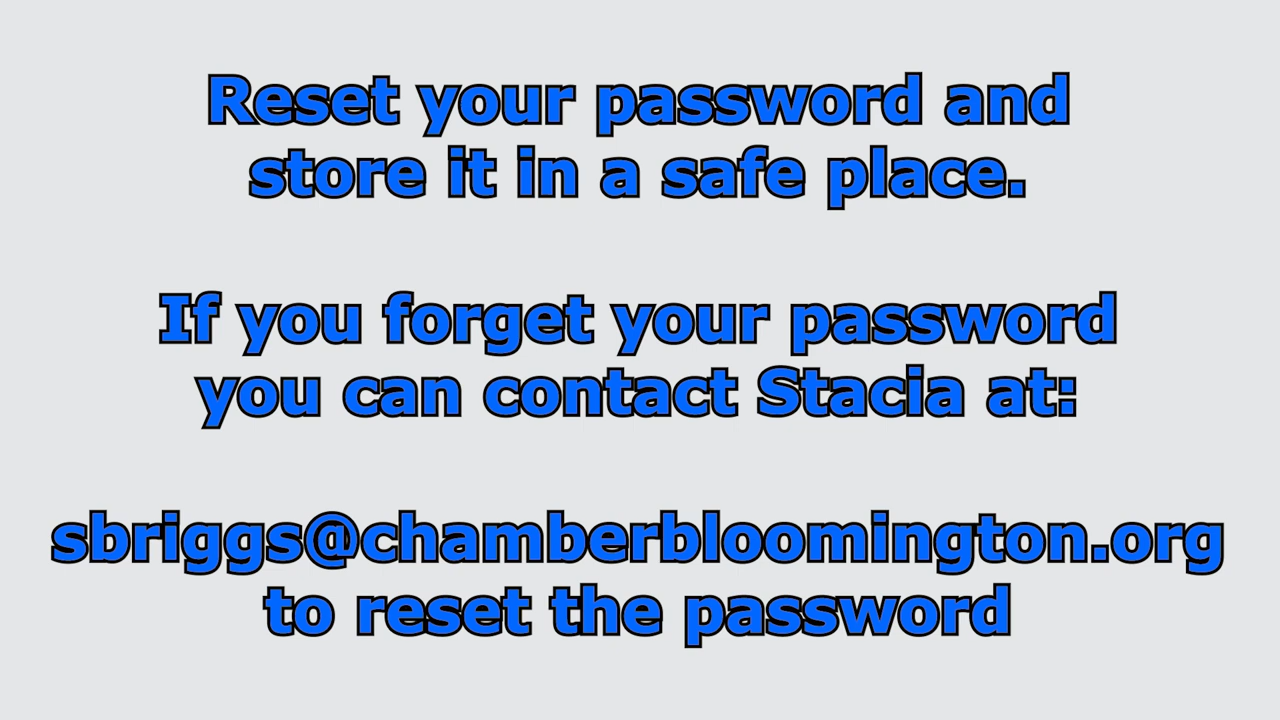 Reset your password and
store it in a safe place.
If you forget your password
you can contact Stacia at:
sbriggs@chamberbloomington.org
to reset the password